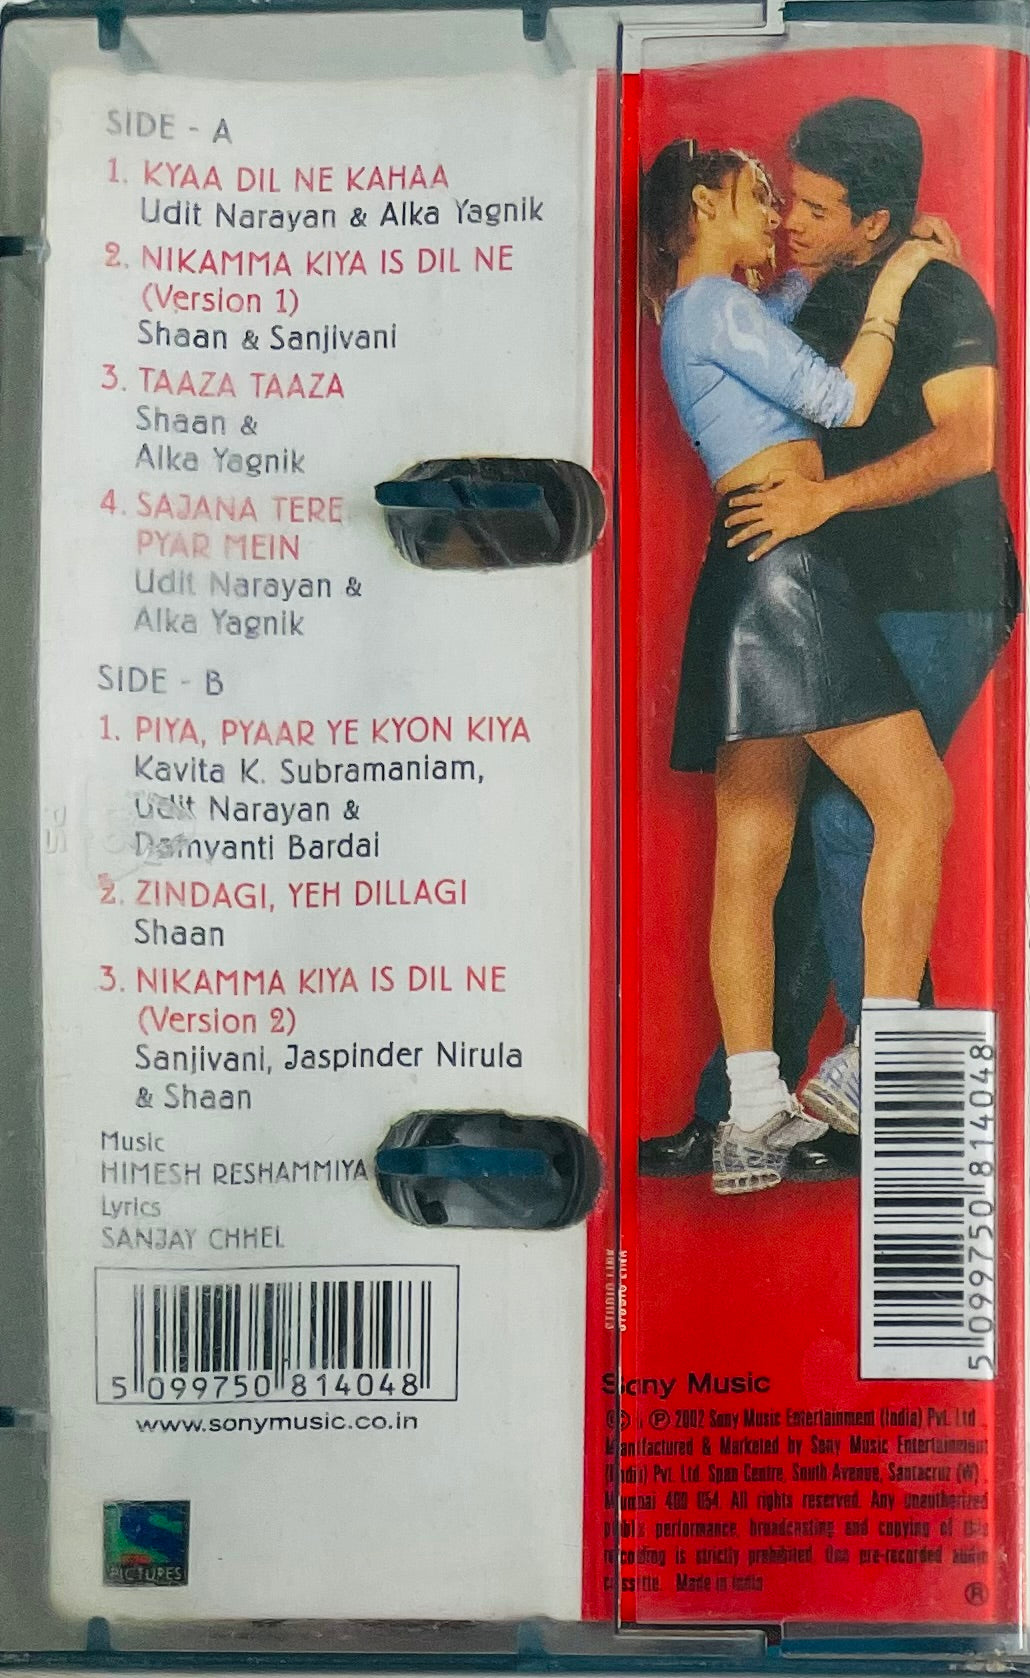 SIDE - A
1. KYAA DIL NE KAHAA
Udit Narayan & Alka Yagnik
2. NIKAMMA KIYA IS DIL NE
(Version 1)
Shaan & Sanjivani
3. TAAZA TAAZA
Shaan &
Alka Yagnik
4. SAJANA TERE
PYAR MEIN
Udit Narayan &
Alka Yagnik
SIDE - B
1. PIYA, PYAAR YE KYON KIYA
Kavita K. Subramaniam,
Udit Narayan &
Damyanti Bardai
2. ZINDAGI, YEH DILLAGI
Shaan
3. NIKAMMA KIYA IS DIL NE
(Version 2)
Sanjivani, Jaspinder Nirula
& Shaan
Music
HIMESH RESHAMMIYA
Lyrics
SANJAY CHHEL
5 099750 814048
www.sonymusic.co.in
PICTURES
5 099750 814048
STUDIO LINK
Sony Music
© & ℗ 2002 Sony Music Entertainment (India) Pvt. Ltd.
Manufactured & Marketed by Sony Music Entertainment
(India) Pvt. Ltd. Span Centre, South Avenue, Santacruz (W),
Mumbai 400 054. All rights reserved. Any unauthorized
public performance, broadcasting and copying of this
recording is strictly prohibited. One pre-recorded audio
cassette. Made in India
®